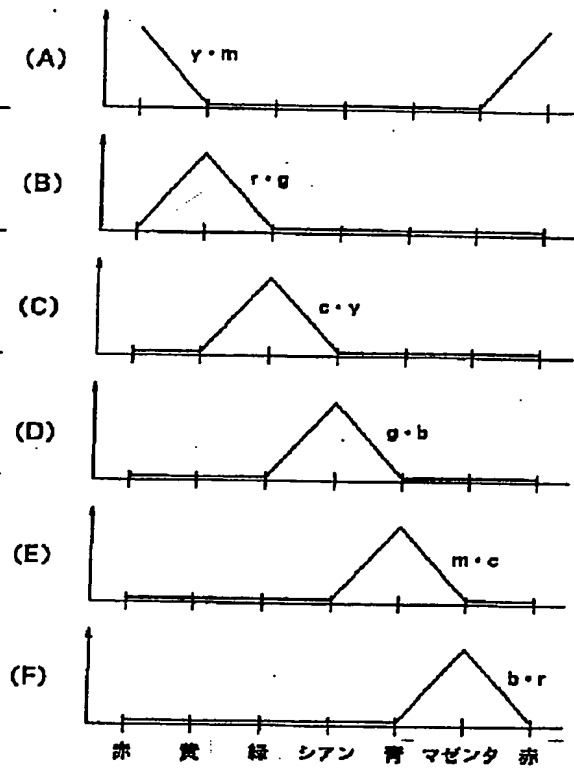 (A) y・m
(B) r・g
(C) c・y
(D) g・b
(E) m・c
(F) b・r
赤 黄 緑 シアン 青 マゼンタ 赤